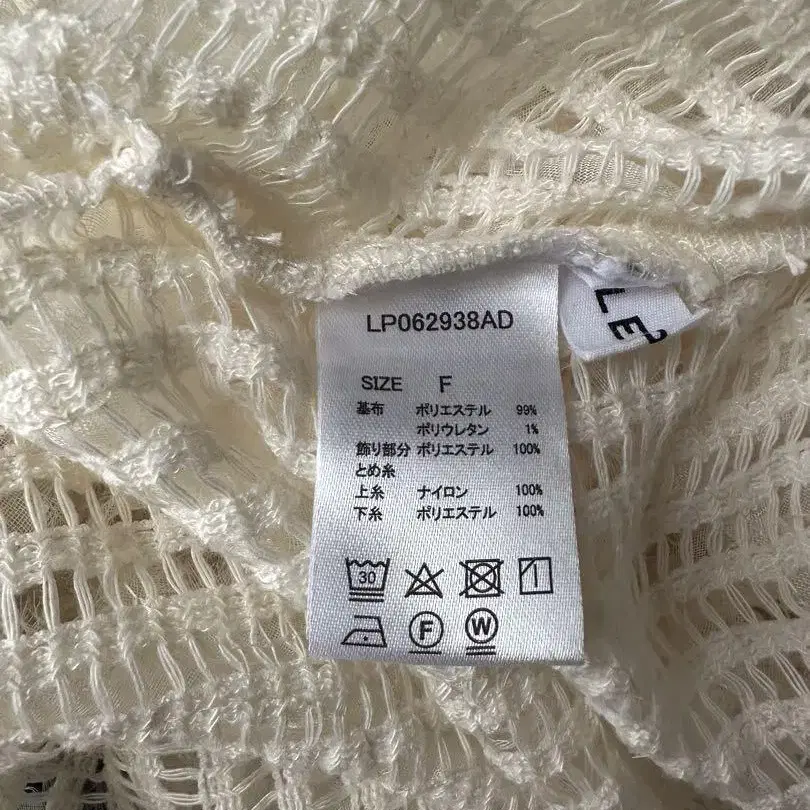 LP062938AD
LE
SIZE F
基布 ポリエステル 99%
ポリウレタン 1%
飾り部分 ポリエステル 100%
とめ糸
上糸 ナイロン 100%
下糸 ポリエステル 100%
30
F W